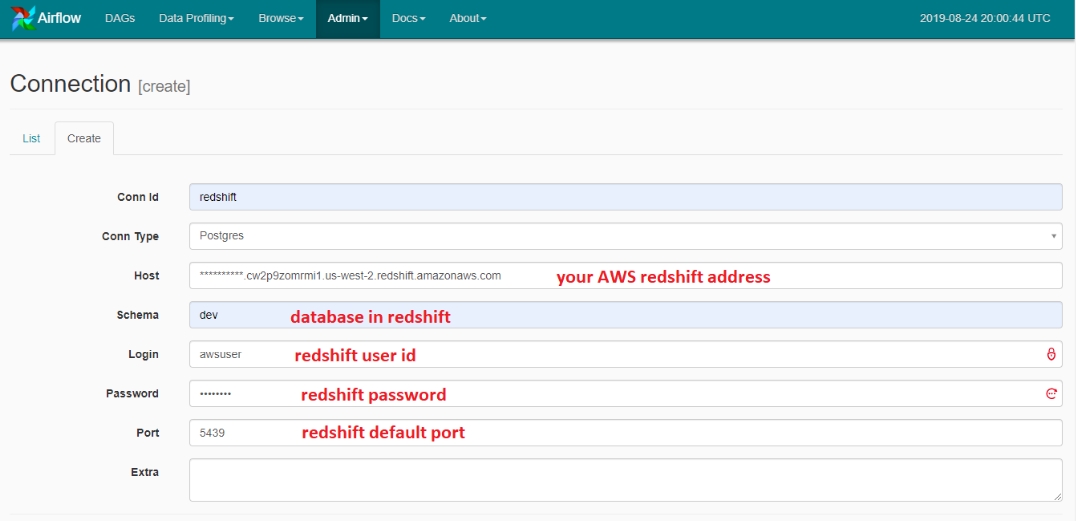 Airflow DAGs Data Profiling Browse Admin Docs About 2019-08-24 20:00:44 UTC
Connection [create]
List Create
Conn Id redshift
Conn Type Postgres
Host **********.cw2p9zomrmi1.us-west-2.redshift.amazonaws.com your AWS redshift address
Schema dev database in redshift
Login awsuser redshift user id
Password •••••••• redshift password
Port 5439 redshift default port
Extra